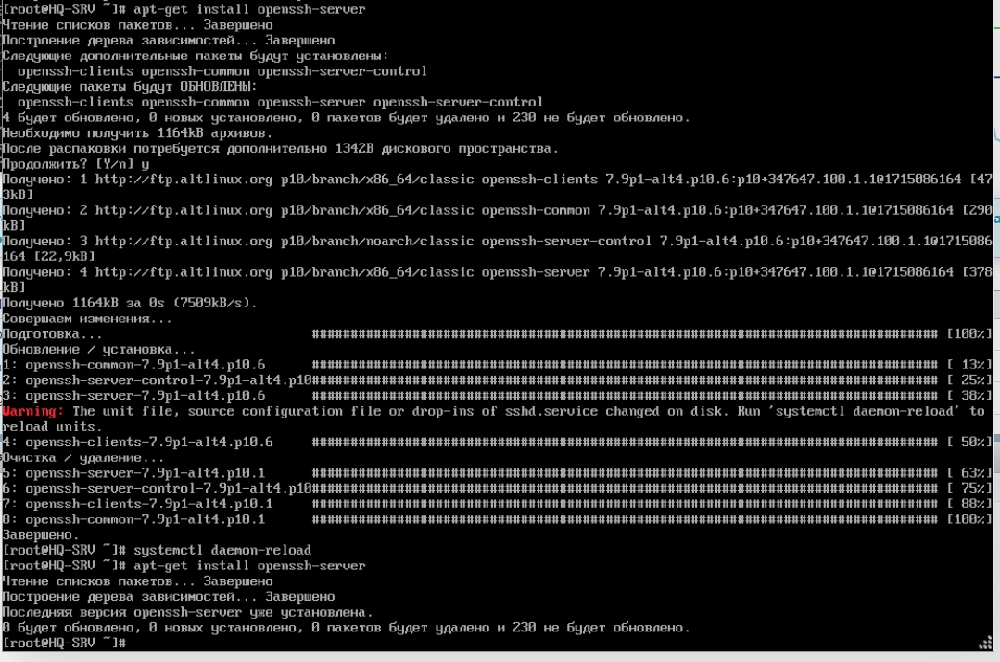 [root@HQ-SRV ~]# apt-get install openssh-server
Чтение списков пакетов... Завершено
Построение дерева зависимостей... Завершено
Следующие дополнительные пакеты будут установлены:
openssh-clients openssh-common openssh-server-control
Следующие пакеты будут ОБНОВЛЕНЫ:
openssh-clients openssh-common openssh-server openssh-server-control
4 будет обновлено, 0 новых установлено, 0 пакетов будет удалено и 230 не будет обновлено.
Необходимо получить 1164kB архивов.
После распаковки потребуется дополнительно 1342B дискового пространства.
Продолжить? [Y/n] y
Получено: 1 http://ftp.altlinux.org p10/branch/x86_64/classic openssh-clients 7.9p1-alt4.p10.6:p10+347647.100.1.1@1715086164 [47
3kB]
Получено: 2 http://ftp.altlinux.org p10/branch/x86_64/classic openssh-common 7.9p1-alt4.p10.6:p10+347647.100.1.1@1715086164 [290
kB]
Получено: 3 http://ftp.altlinux.org p10/branch/noarch/classic openssh-server-control 7.9p1-alt4.p10.6:p10+347647.100.1.1@1715086
164 [22,9kB]
Получено: 4 http://ftp.altlinux.org p10/branch/x86_64/classic openssh-server 7.9p1-alt4.p10.6:p10+347647.100.1.1@1715086164 [378
kB]
Получено 1164kB за 0s (7509kB/s).
Совершаем изменения...
Подготовка... ################################################################################# [100%]
Обновление / установка...
1: openssh-common-7.9p1-alt4.p10.6 ################################################################################# [ 13%]
2: openssh-server-control-7.9p1-alt4.p10################################################################################# [ 25%]
3: openssh-server-7.9p1-alt4.p10.6 ################################################################################# [ 38%]
Warning: The unit file, source configuration file or drop-ins of sshd.service changed on disk. Run 'systemctl daemon-reload' to
reload units.
4: openssh-clients-7.9p1-alt4.p10.6 ################################################################################# [ 50%]
Очистка / удаление...
5: openssh-server-7.9p1-alt4.p10.1 ################################################################################# [ 63%]
6: openssh-server-control-7.9p1-alt4.p10################################################################################# [ 75%]
7: openssh-clients-7.9p1-alt4.p10.1 ################################################################################# [ 88%]
8: openssh-common-7.9p1-alt4.p10.1 ################################################################################# [100%]
Завершено.
[root@HQ-SRV ~]# systemctl daemon-reload
[root@HQ-SRV ~]# apt-get install openssh-server
Чтение списков пакетов... Завершено
Построение дерева зависимостей... Завершено
Последняя версия openssh-server уже установлена.
0 будет обновлено, 0 новых установлено, 0 пакетов будет удалено и 230 не будет обновлено.
[root@HQ-SRV ~]#